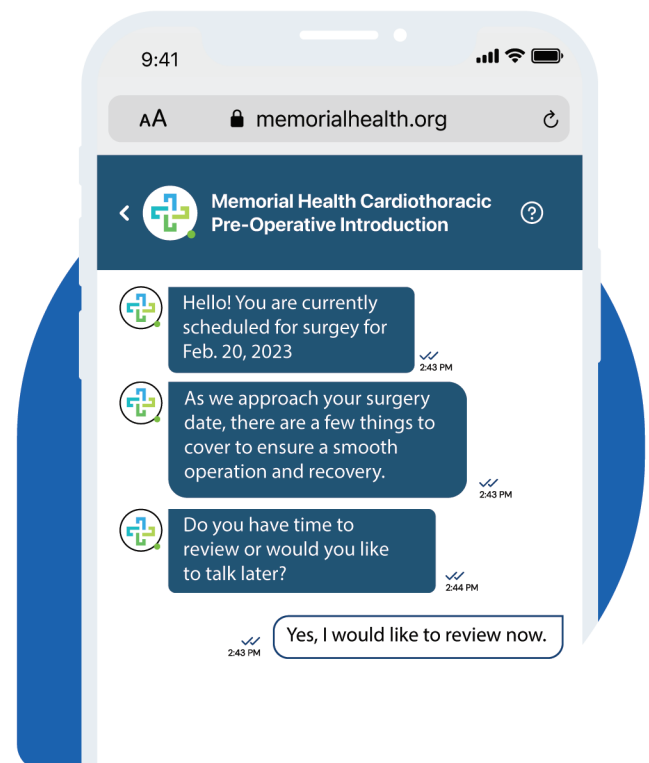 9:41
AA memorialhealth.org
Memorial Health Cardiothoracic
Pre-Operative Introduction
?
Hello! You are currently
scheduled for surgey for
Feb. 20, 2023
2:43 PM
As we approach your surgery
date, there are a few things to
cover to ensure a smooth
operation and recovery.
2:43 PM
Do you have time to
review or would you like
to talk later?
2:44 PM
Yes, I would like to review now.
2:43 PM